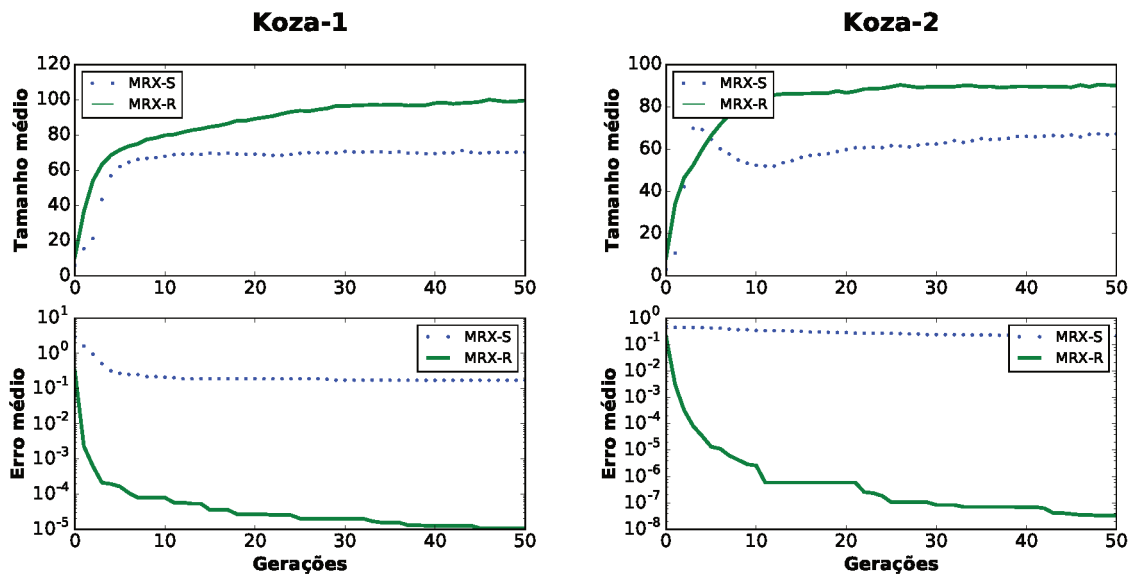 Koza-1
Koza-2
Tamanho médio
120
100
80
60
40
20
0
MRX-S
MRX-R
0 10 20 30 40 50
Tamanho médio
100
80
60
40
20
0
MRX-S
MRX-R
0 10 20 30 40 50
Erro médio
10^1
10^0
10^-1
10^-2
10^-3
10^-4
10^-5
MRX-S
MRX-R
0 10 20 30 40 50
Gerações
Erro médio
10^0
10^-1
10^-2
10^-3
10^-4
10^-5
10^-6
10^-7
10^-8
MRX-S
MRX-R
0 10 20 30 40 50
Gerações